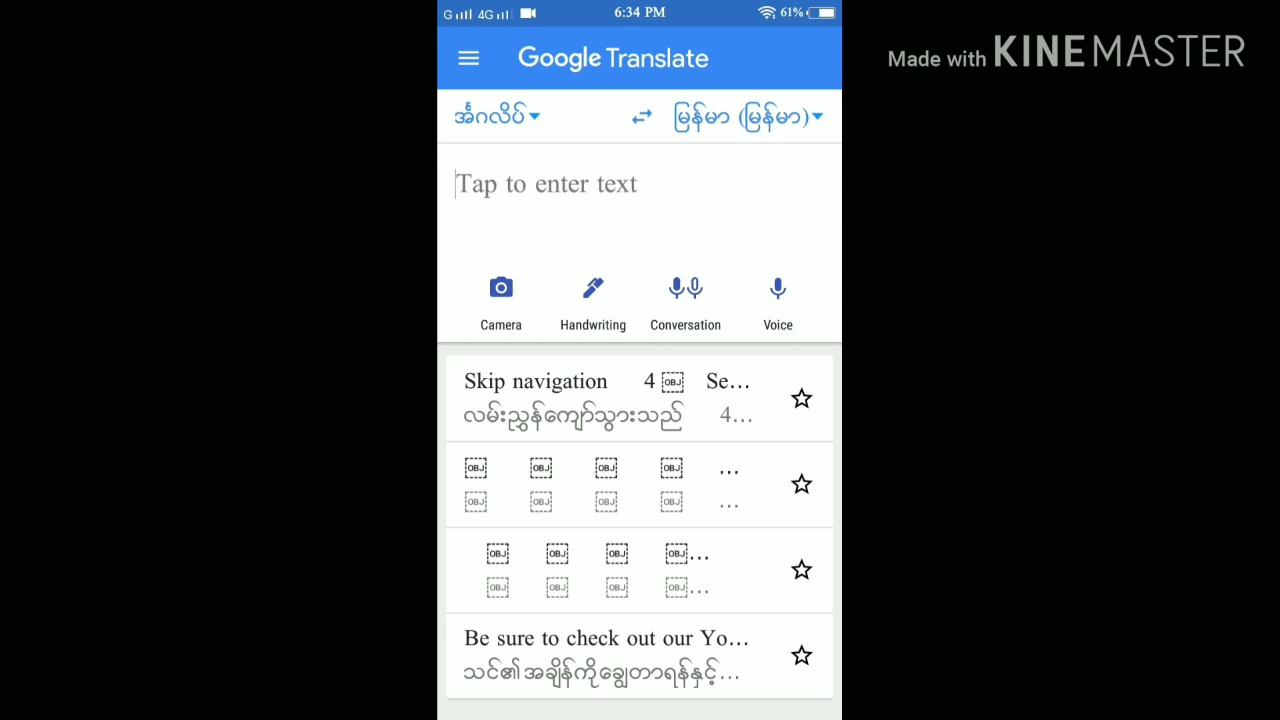 G 4G 6:34 PM 61%
Made with KINEMASTER
Google Translate
အင်္ဂလိပ် မြန်မာ (မြန်မာ)
Tap to enter text
Camera Handwriting Conversation Voice
Skip navigation 4 OBJ Se...
လမ်းညွှန်ကျော်သွားသည် 4...
OBJ OBJ OBJ OBJ ...
OBJ OBJ OBJ OBJ ...
OBJ OBJ OBJ OBJ...
OBJ OBJ OBJ OBJ...
Be sure to check out our Yo...
သင်၏အချိန်ကိုချွေတာရန်နှင့်...